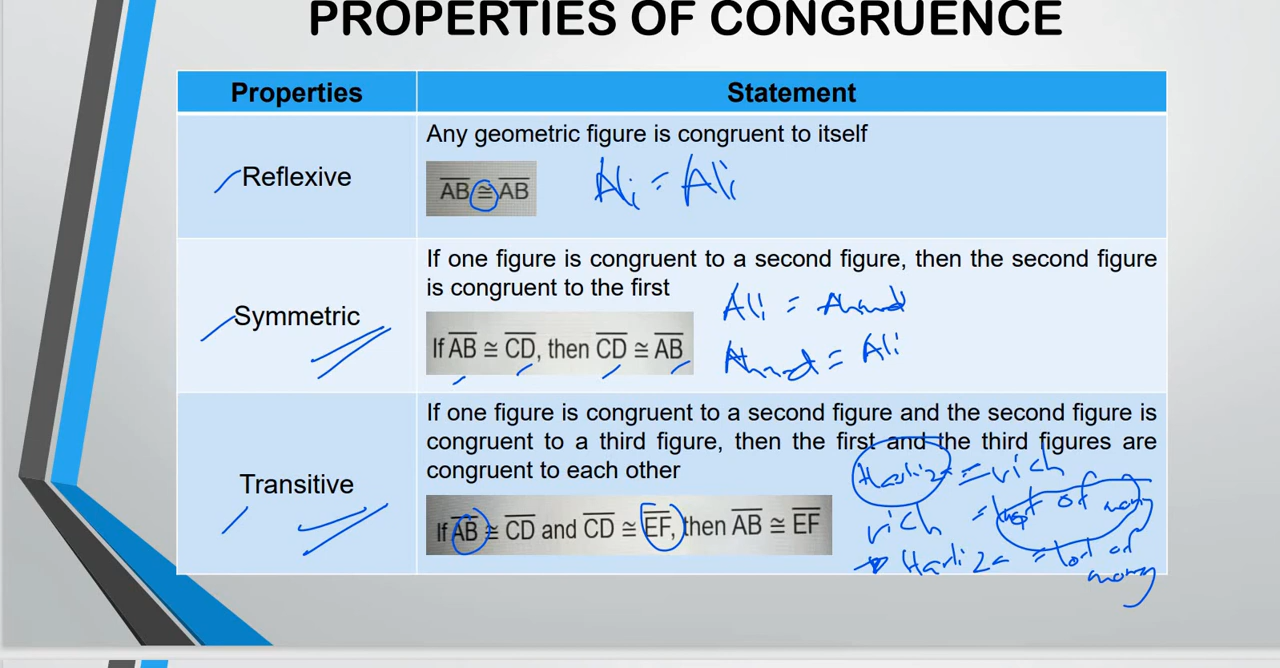 PROPERTIES OF CONGRUENCE
Properties
Statement
Reflexive
Any geometric figure is congruent to itself
AB ≅ AB
Ali = Ali
Symmetric
If one figure is congruent to a second figure, then the second figure
is congruent to the first
If AB ≅ CD, then CD ≅ AB
Ali = Ahmad
Ahmad = Ali
Transitive
If one figure is congruent to a second figure and the second figure is
congruent to a third figure, then the first and the third figures are
congruent to each other
If AB ≅ CD and CD ≅ EF, then AB ≅ EF
= rich
rich = of money
= of
money